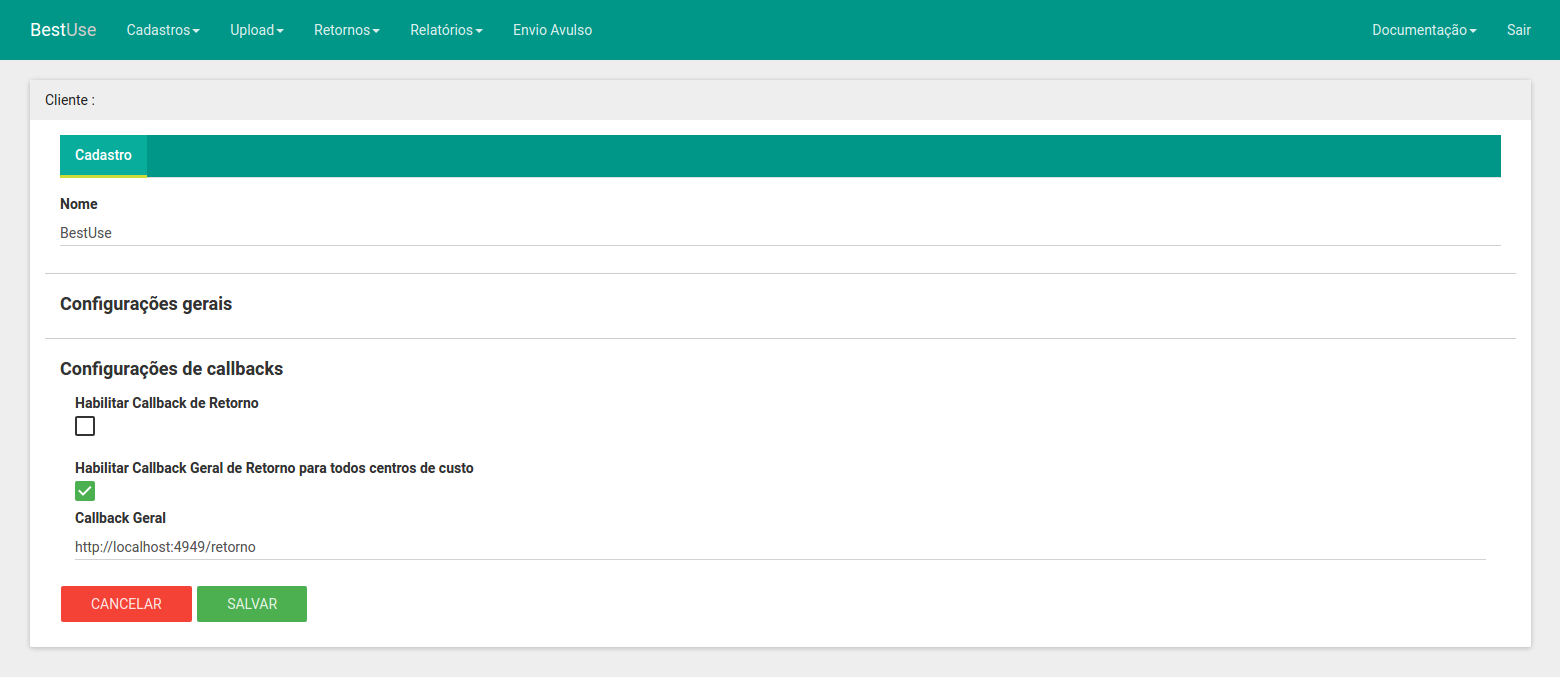 BestUse Cadastros Upload Retornos Relatórios Envio Avulso Documentação Sair
Cliente :
Cadastro
Nome
BestUse
Configurações gerais
Configurações de callbacks
Habilitar Callback de Retorno
Habilitar Callback Geral de Retorno para todos centros de custo
Callback Geral
http://localhost:4949/retorno
CANCELAR SALVAR